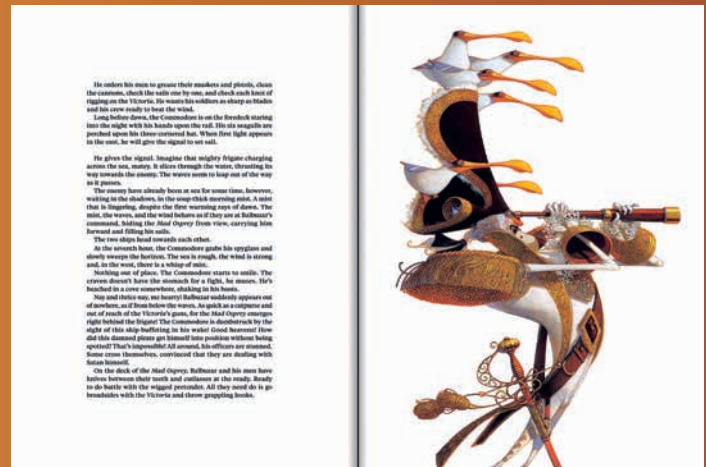 He orders his men to grease their muskets and pistols, clean
the cannons, check the sails one by one, and check each knot of
rigging on the Victoria. He wants his soldiers as sharp as blades
and his crew ready to beat the wind.
Long before dawn, the Commodore is on the foredeck staring
into the night with his hands upon the rail. His six seagulls are
perched upon his three-cornered hat. When first light appears
in the east, he will give the signal to set sail.
He gives the signal. Imagine that mighty frigate charging
across the sea, matey. It slices through the water, thrusting its
way towards the enemy. The waves seem to leap out of the way
as it passes.
The enemy have already been at sea for some time, however,
waiting in the shadows, in the soup-thick morning mist. A mist
that is lingering, despite the first warming rays of dawn. The
mist, the waves, and the wind behave as if they are at Balbuzar's
command, hiding the Mad Osprey from view, carrying him
forward and filling his sails.
The two ships head towards each other.
At the seventh hour, the Commodore grabs his spyglass and
slowly sweeps the horizon. The sea is rough, the wind is strong
and, in the west, there is a whisp of mist.
Nothing out of place. The Commodore starts to smile. The
craven doesn't have the stomach for a fight, he muses. He's
beached in a cove somewhere, shaking in his boots.
Nay and thrice nay, me hearty! Balbuzar suddenly appears out
of nowhere, as if from below the waves. As quick as a cutpurse and
out of reach of the Victoria's guns, for the Mad Osprey emerges
right behind the frigate! The Commodore is dumbstruck by the
sight of this ship buffeting in his wake! Good heavens! How
did this damned pirate get himself into position without being
spotted? That's impossible! All around, his officers are stunned.
Some cross themselves, convinced that they are dealing with
Satan himself.
On the deck of the Mad Osprey, Balbuzar and his men have
knives between their teeth and cutlasses at the ready. Ready
to do battle with the wigged pretender. All they need do is go
broadsides with the Victoria and throw grappling hooks.